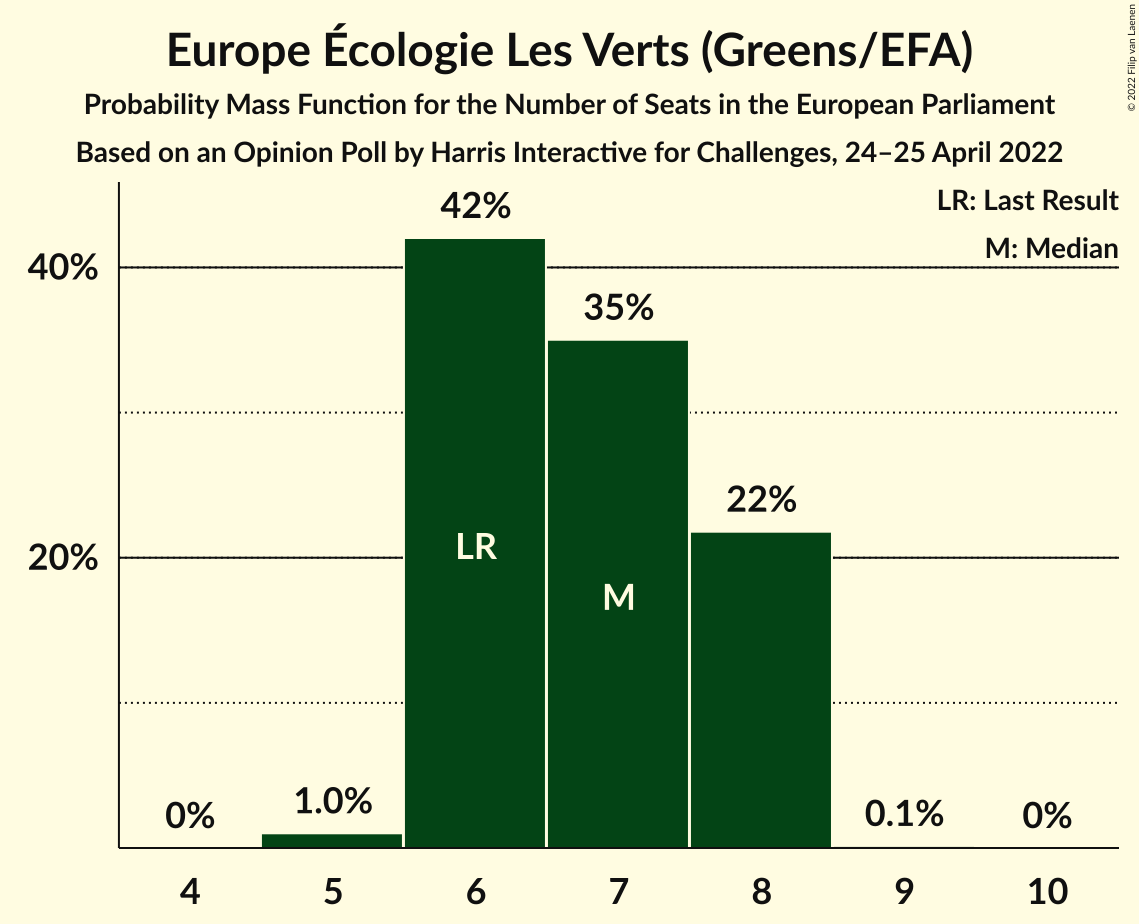 Europe Écologie Les Verts (Greens/EFA)
Probability Mass Function for the Number of Seats in the European Parliament
Based on an Opinion Poll by Harris Interactive for Challenges, 24–25 April 2022
© 2022 Filip van Laenen
LR: Last Result
M: Median
42%
40%
35%
22%
20%
LR
M
0%
1.0%
0.1%
0%
4 5 6 7 8 9 10